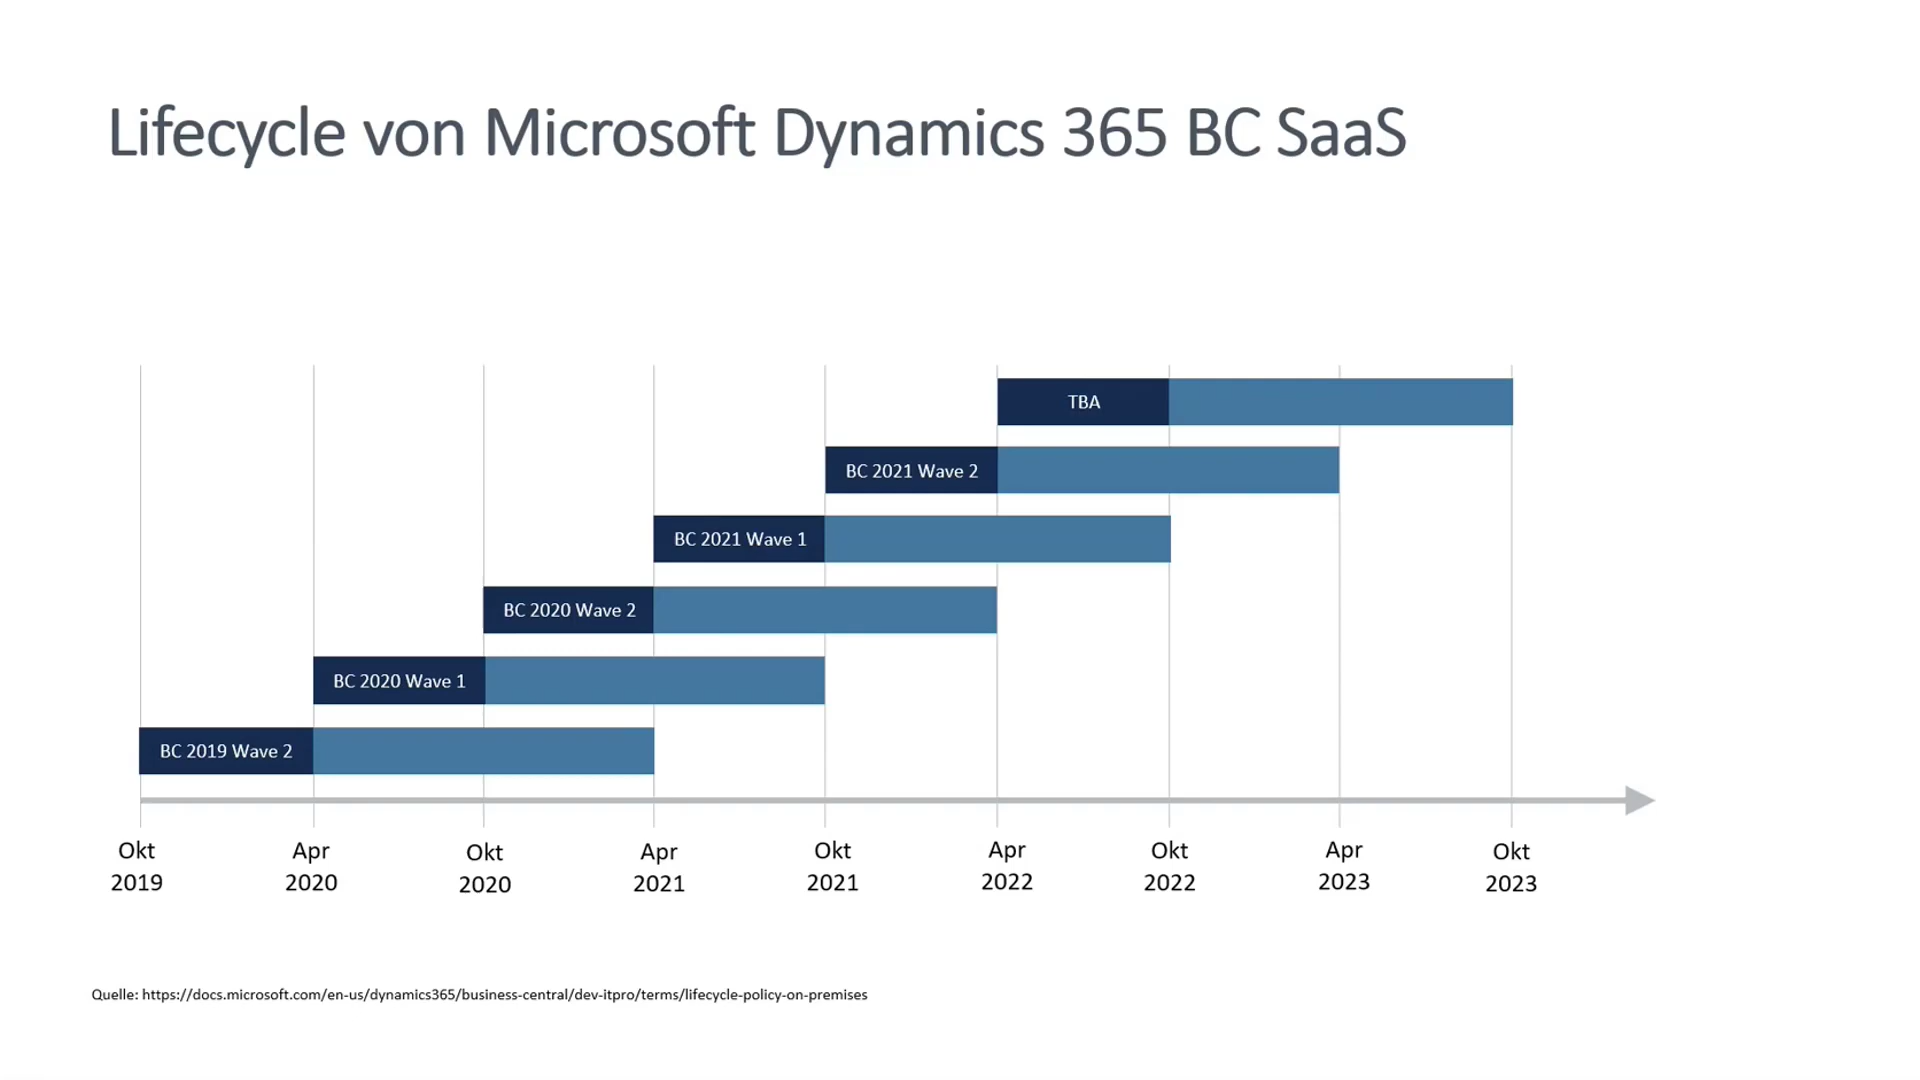 Lifecycle von Microsoft Dynamics 365 BC SaaS
TBA
BC 2021 Wave 2
BC 2021 Wave 1
BC 2020 Wave 2
BC 2020 Wave 1
BC 2019 Wave 2
Okt
2019
Apr
2020
Okt
2020
Apr
2021
Okt
2021
Apr
2022
Okt
2022
Apr
2023
Okt
2023
Quelle: https://docs.microsoft.com/en-us/dynamics365/business-central/dev-itpro/terms/lifecycle-policy-on-premises